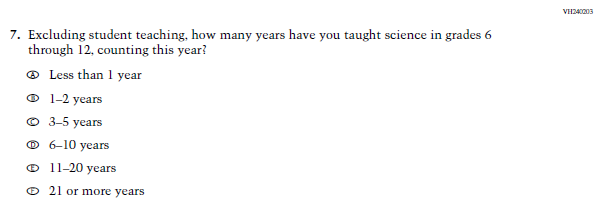 VH240203
7. Excluding student teaching, how many years have you taught science in grades 6
through 12, counting this year?
A Less than 1 year
B 1–2 years
C 3–5 years
D 6–10 years
E 11–20 years
F 21 or more years